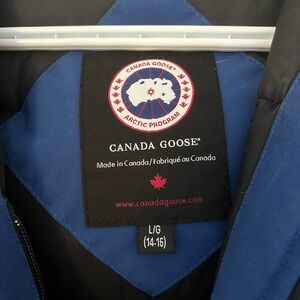 CANADA GOOSE®
ARCTIC PROGRAM
CANADA GOOSE®
Made in Canada/Fabriqué au Canada
www.canadagoose.com
L/G
(14-16)